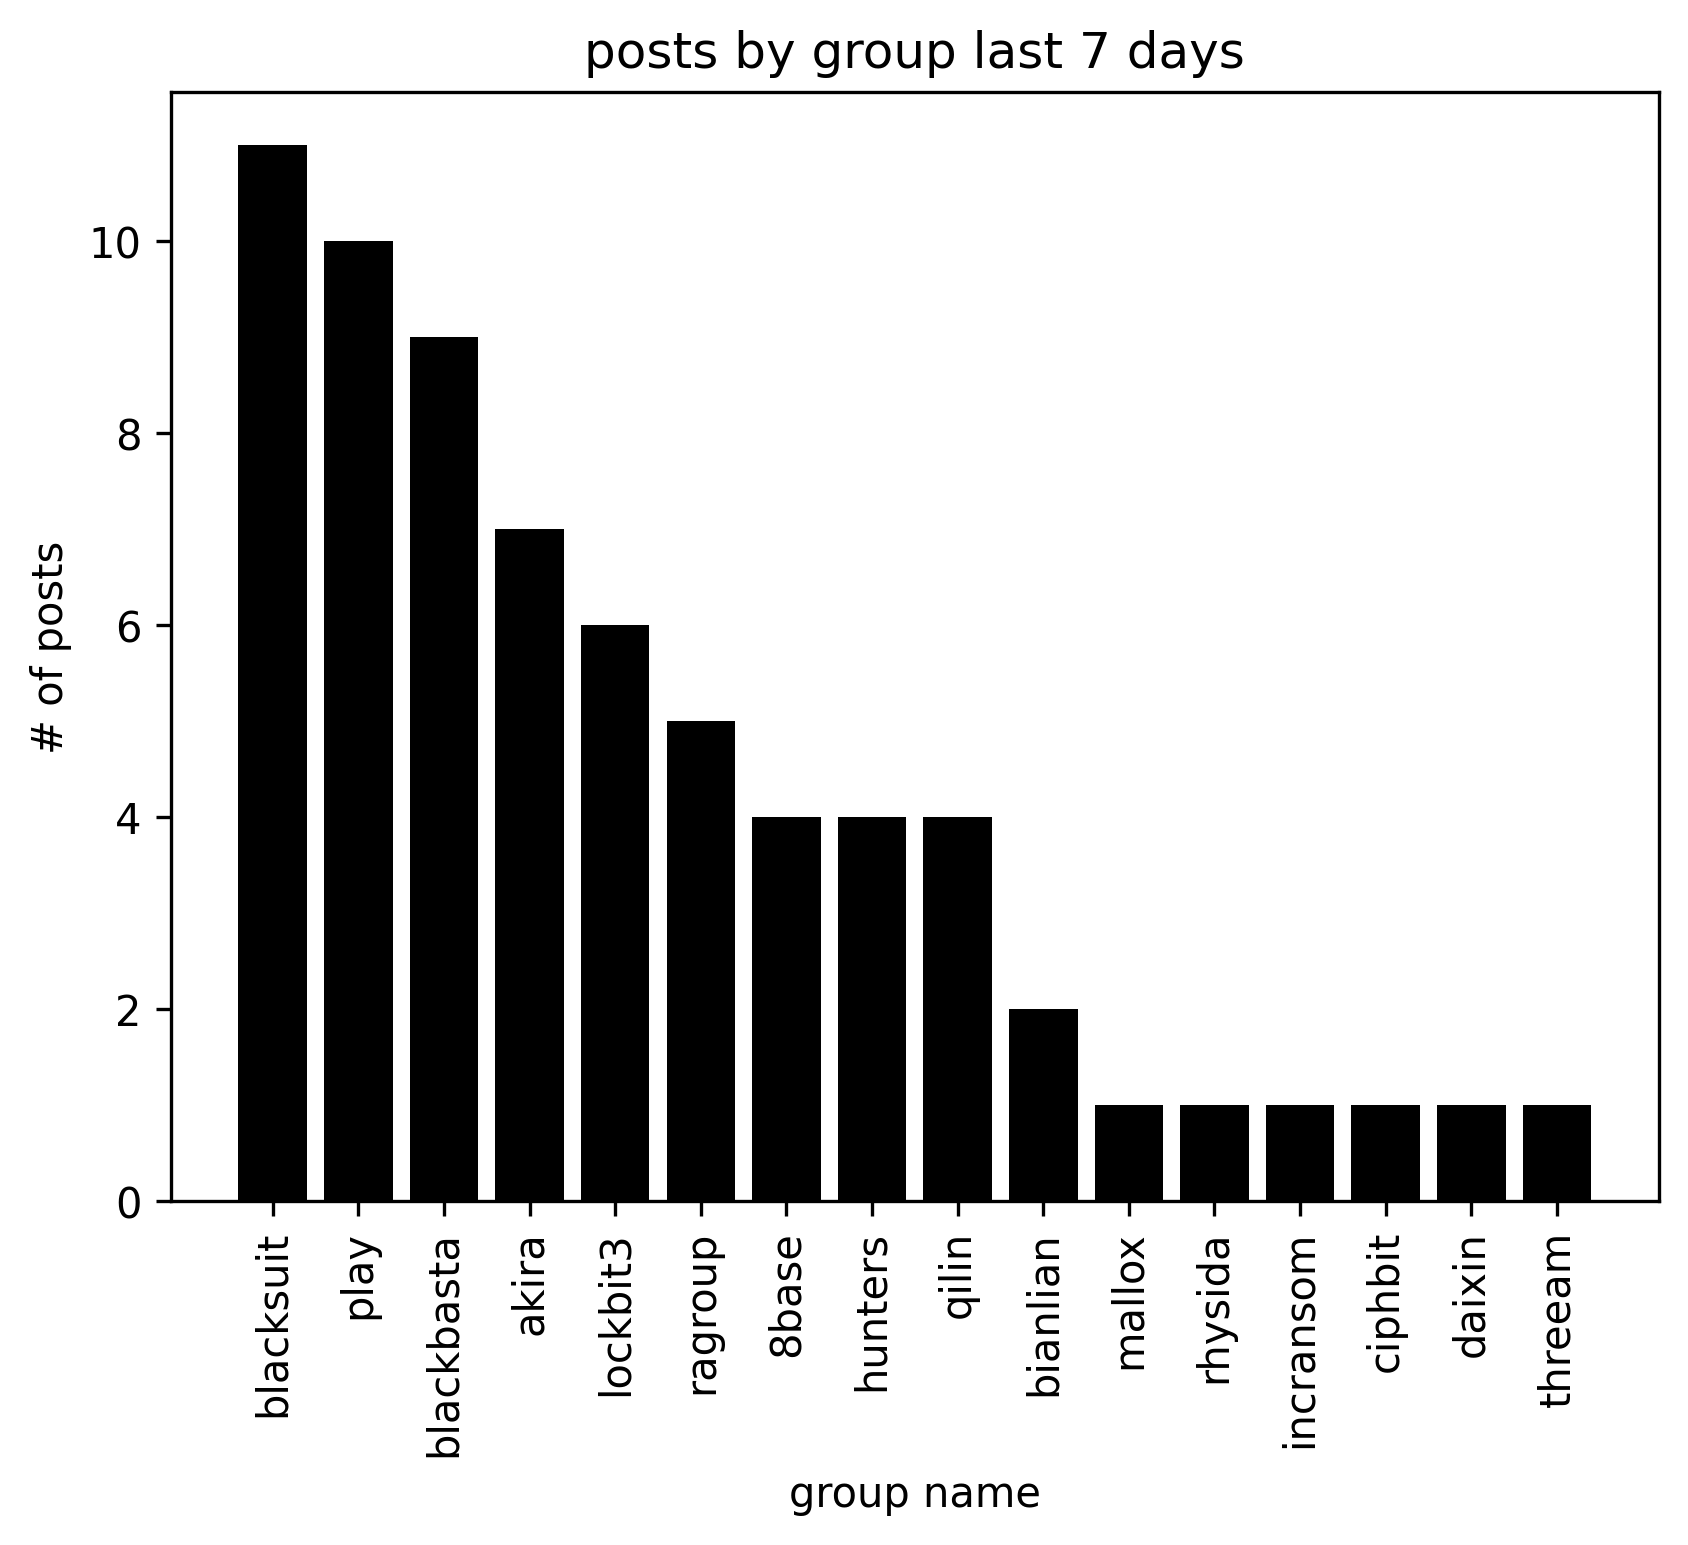 posts by group last 7 days
# of posts
10
8
6
4
2
0
blacksuit
play
blackbasta
akira
lockbit3
ragroup
8base
hunters
qilin
bianlian
mallox
rhysida
incransom
ciphbit
daixin
threeam
group name